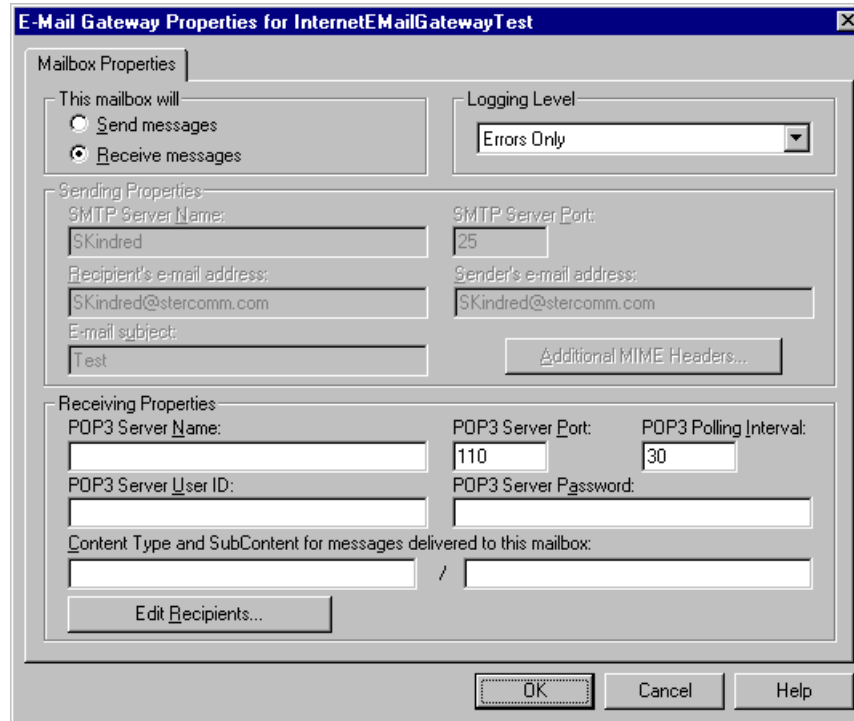 E-Mail Gateway Properties for InternetEMailGatewayTest
Mailbox Properties
This mailbox will
Send messages
Receive messages
Logging Level
Errors Only
Sending Properties
SMTP Server Name:
SMTP Server Port:
SKindred
25
Recipient's e-mail address:
Sender's e-mail address:
SKindred@stercomm.com
SKindred@stercomm.com
E-mail subject:
Test
Additional MIME Headers...
Receiving Properties
POP3 Server Name:
POP3 Server Port:
POP3 Polling Interval:
110
30
POP3 Server User ID:
POP3 Server Password:
Content Type and SubContent for messages delivered to this mailbox:
/
Edit Recipients...
OK
Cancel
Help